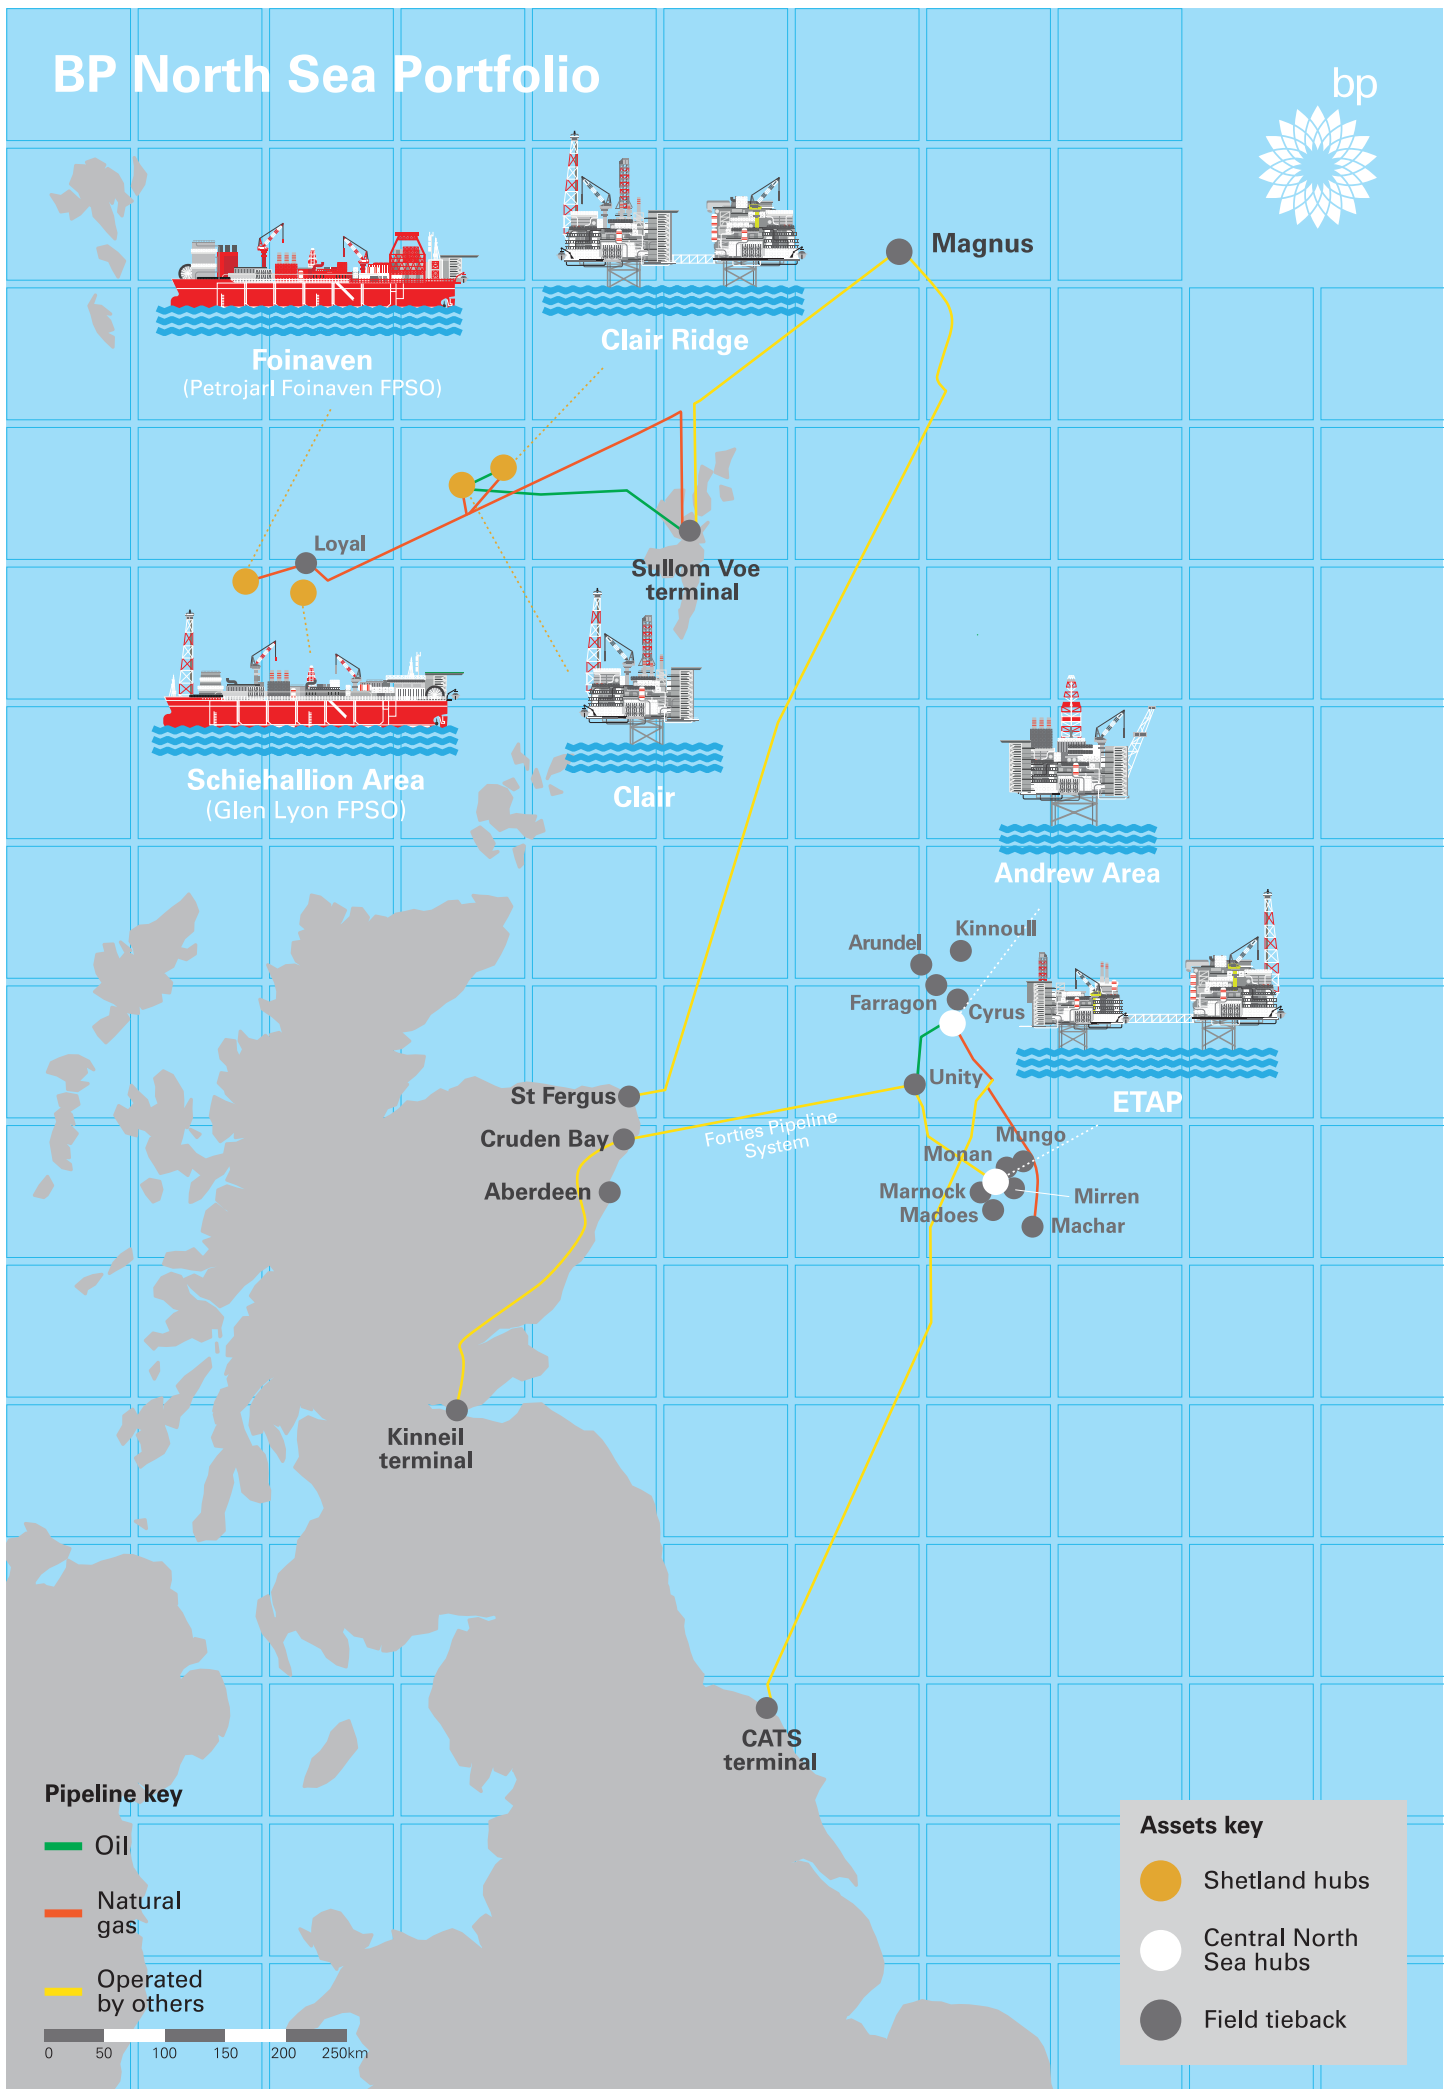 BP North Sea Portfolio
bp
Magnus
Clair Ridge
Foinaven
(Petrojarl Foinaven FPSO)
Loyal
Sullom Voe
terminal
Schiehallion Area
(Glen Lyon FPSO)
Clair
Andrew Area
Kinnoull
Arundel
Farragon
Cyrus
Unity
ETAP
St Fergus
Cruden Bay
Forties Pipeline
System
Aberdeen
Mungo
Monan
Marnock
Mirren
Madoes
Machar
Kinneil
terminal
CATS
terminal
Pipeline key
Oil
Natural
gas
Operated
by others
0 50 100 150 200 250km
Assets key
Shetland hubs
Central North
Sea hubs
Field tieback